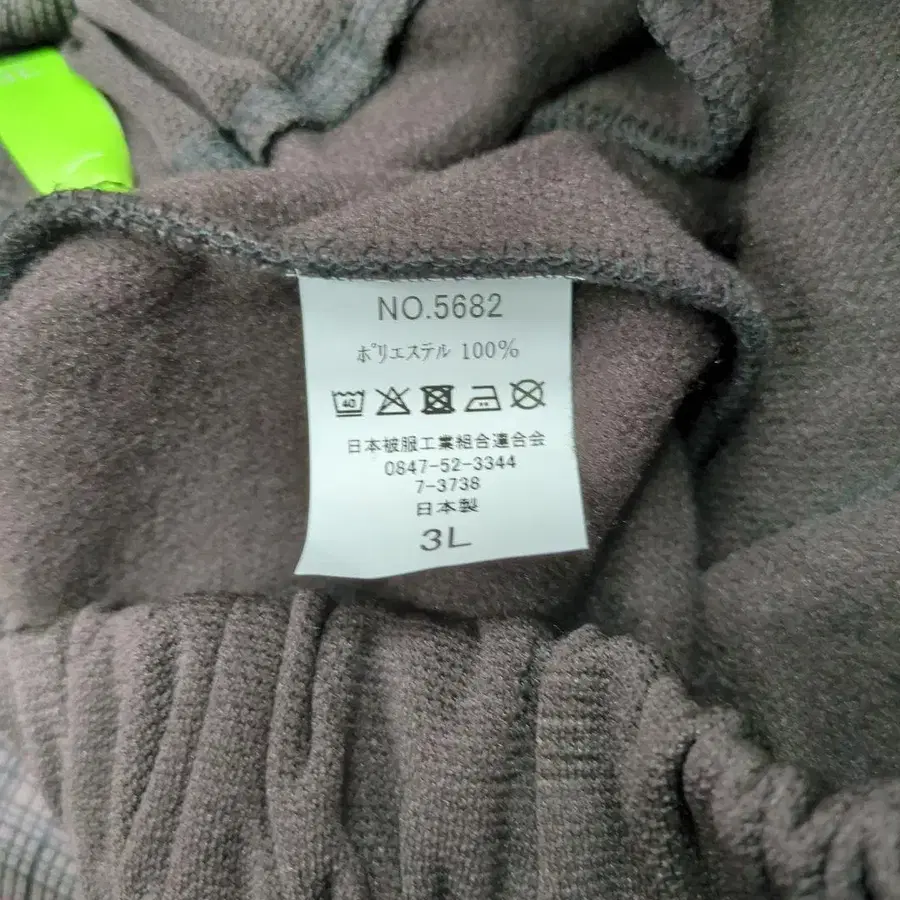 NO.5682
ポリエステル 100%
40
日本被服工業組合連合会
0847-52-3344
7-3738
日本製
3L